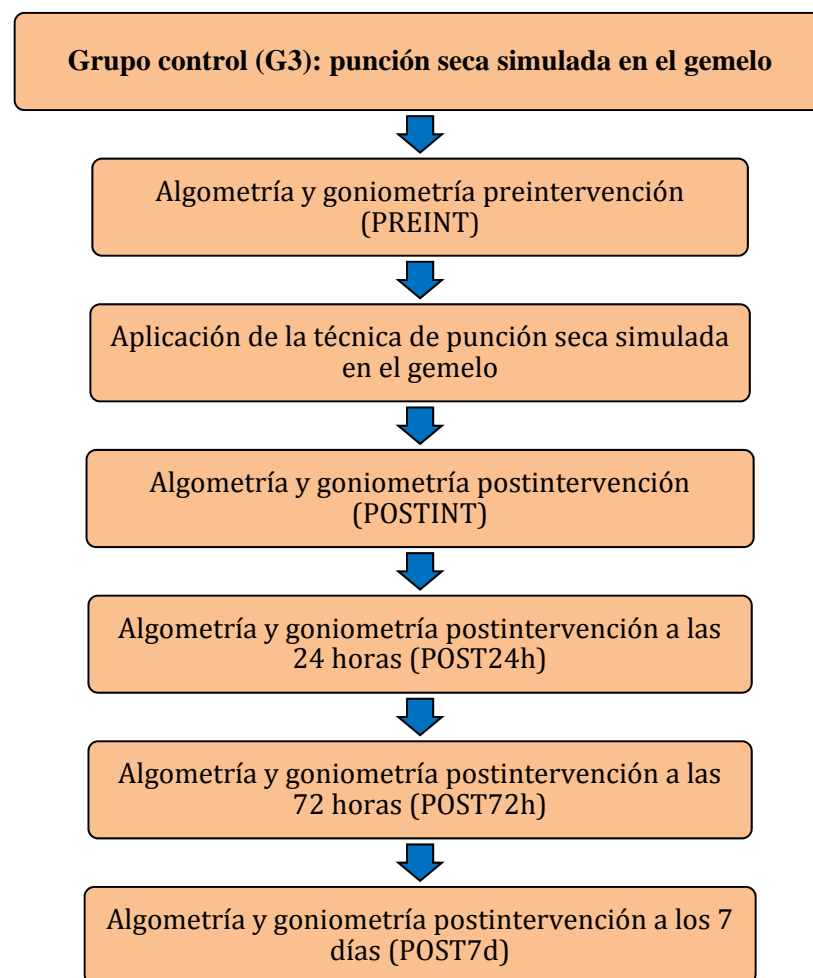 Grupo control (G3): punción seca simulada en el gemelo
Algometría y goniometría preintervención
(PREINT)
Aplicación de la técnica de punción seca simulada
en el gemelo
Algometría y goniometría postintervención
(POSTINT)
Algometría y goniometría postintervención a las
24 horas (POST24h)
Algometría y goniometría postintervención a las
72 horas (POST72h)
Algometría y goniometría postintervención a los 7
días (POST7d)